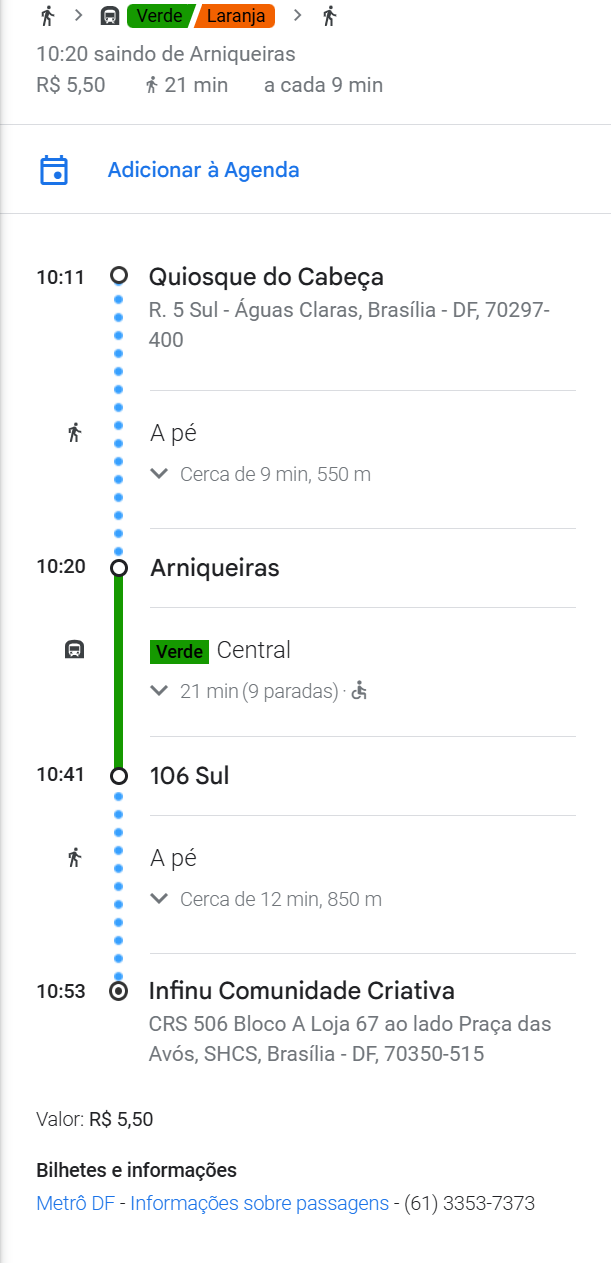 Verde Laranja
10:20 saindo de Arniqueiras
R$ 5,50 21 min a cada 9 min
Adicionar à Agenda
10:11 Quiosque do Cabeça
R. 5 Sul - Águas Claras, Brasília - DF, 70297-
400
A pé
Cerca de 9 min, 550 m
10:20 Arniqueiras
Verde Central
21 min (9 paradas) ·
10:41 106 Sul
A pé
Cerca de 12 min, 850 m
10:53 Infinu Comunidade Criativa
CRS 506 Bloco A Loja 67 ao lado Praça das
Avós, SHCS, Brasília - DF, 70350-515
Valor: R$ 5,50
Bilhetes e informações
Metrô DF - Informações sobre passagens - (61) 3353-7373